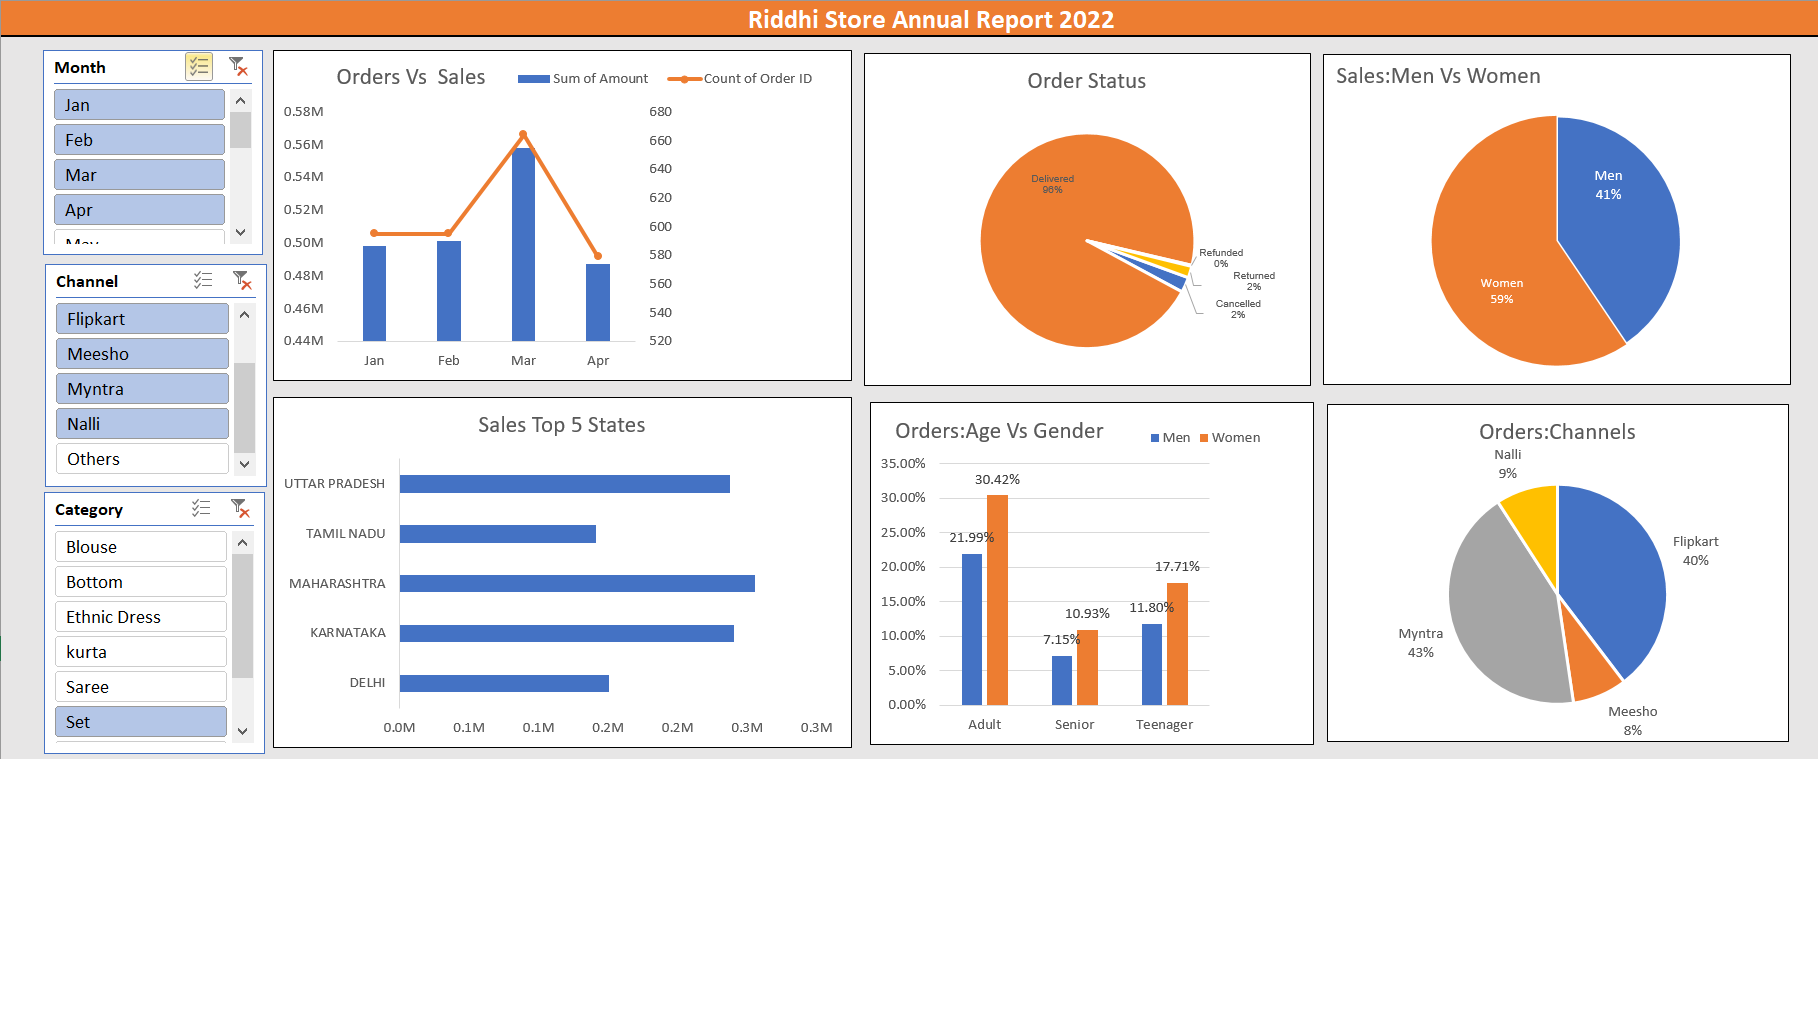 Riddhi Store Annual Report 2022
Month
Jan
Feb
Mar
Apr
May
Channel
Flipkart
Meesho
Myntra
Nalli
Others
Category
Blouse
Bottom
Ethnic Dress
kurta
Saree
Set
Orders Vs Sales
Sum of Amount
Count of Order ID
0.58M
0.56M
0.54M
0.52M
0.50M
0.48M
0.46M
0.44M
680
660
640
620
600
580
560
540
520
Jan Feb Mar Apr
Order Status
Delivered
96%
Refunded
0%
Returned
2%
Cancelled
2%
Sales:Men Vs Women
Men
41%
Women
59%
Sales Top 5 States
UTTAR PRADESH
TAMIL NADU
MAHARASHTRA
KARNATAKA
DELHI
0.0M 0.1M 0.1M 0.2M 0.2M 0.3M 0.3M
Orders:Age Vs Gender
Men Women
35.00%
30.00%
25.00%
20.00%
15.00%
10.00%
5.00%
0.00%
21.99%
30.42%
7.15%
10.93%
11.80%
17.71%
Adult Senior Teenager
Orders:Channels
Nalli
9%
Flipkart
40%
Myntra
43%
Meesho
8%